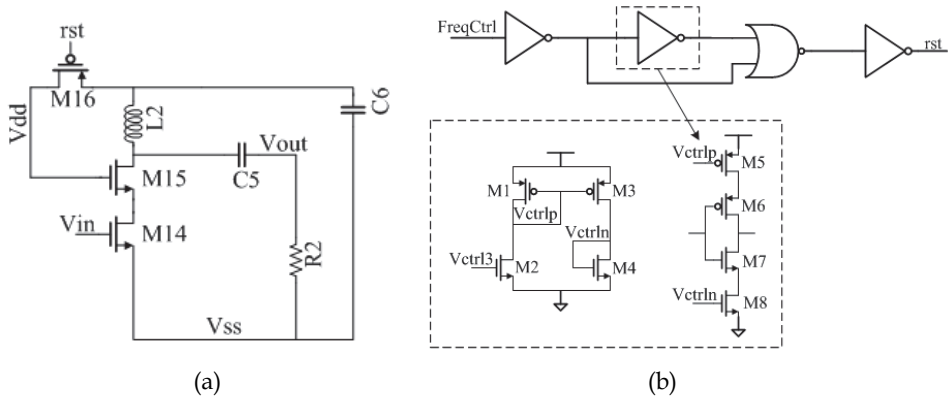 rst
M16
Vdd
L2
C6
Vout
C5
M15
Vin
M14
R2
Vss
(a)
FreqCtrl
rst
Vctrlp
M5
M1
M3
M6
Vctrlp
Vctrln
Vctrl3
M2
M4
M7
Vctrln
M8
(b)